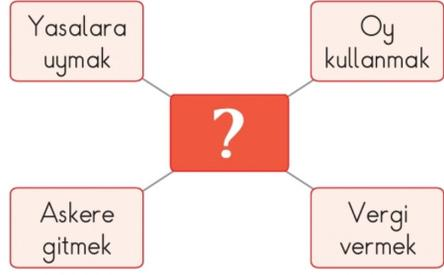 Yasalara
uymak
Oy
kullanmak
?
Askere
gitmek
Vergi
vermek